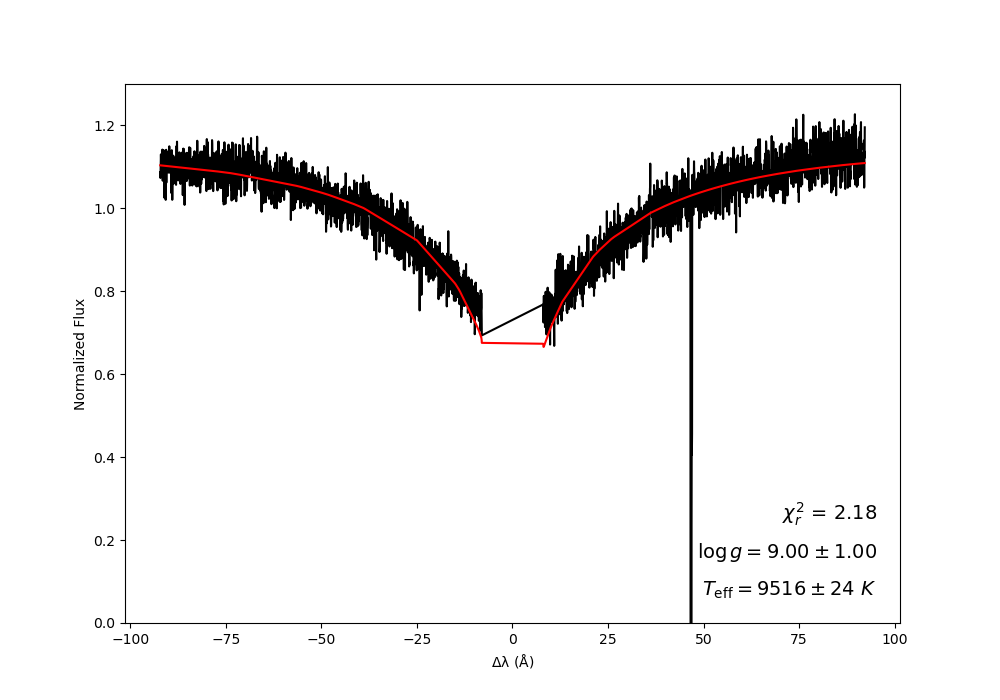 1.2
1.0
0.8
0.6
0.4
0.2
0.0
Normalized Flux
χ²ᵣ = 2.18
log g = 9.00 ± 1.00
T_eff = 9516 ± 24 K
−100 −75 −50 −25 0 25 50 75 100
Δλ (Å)